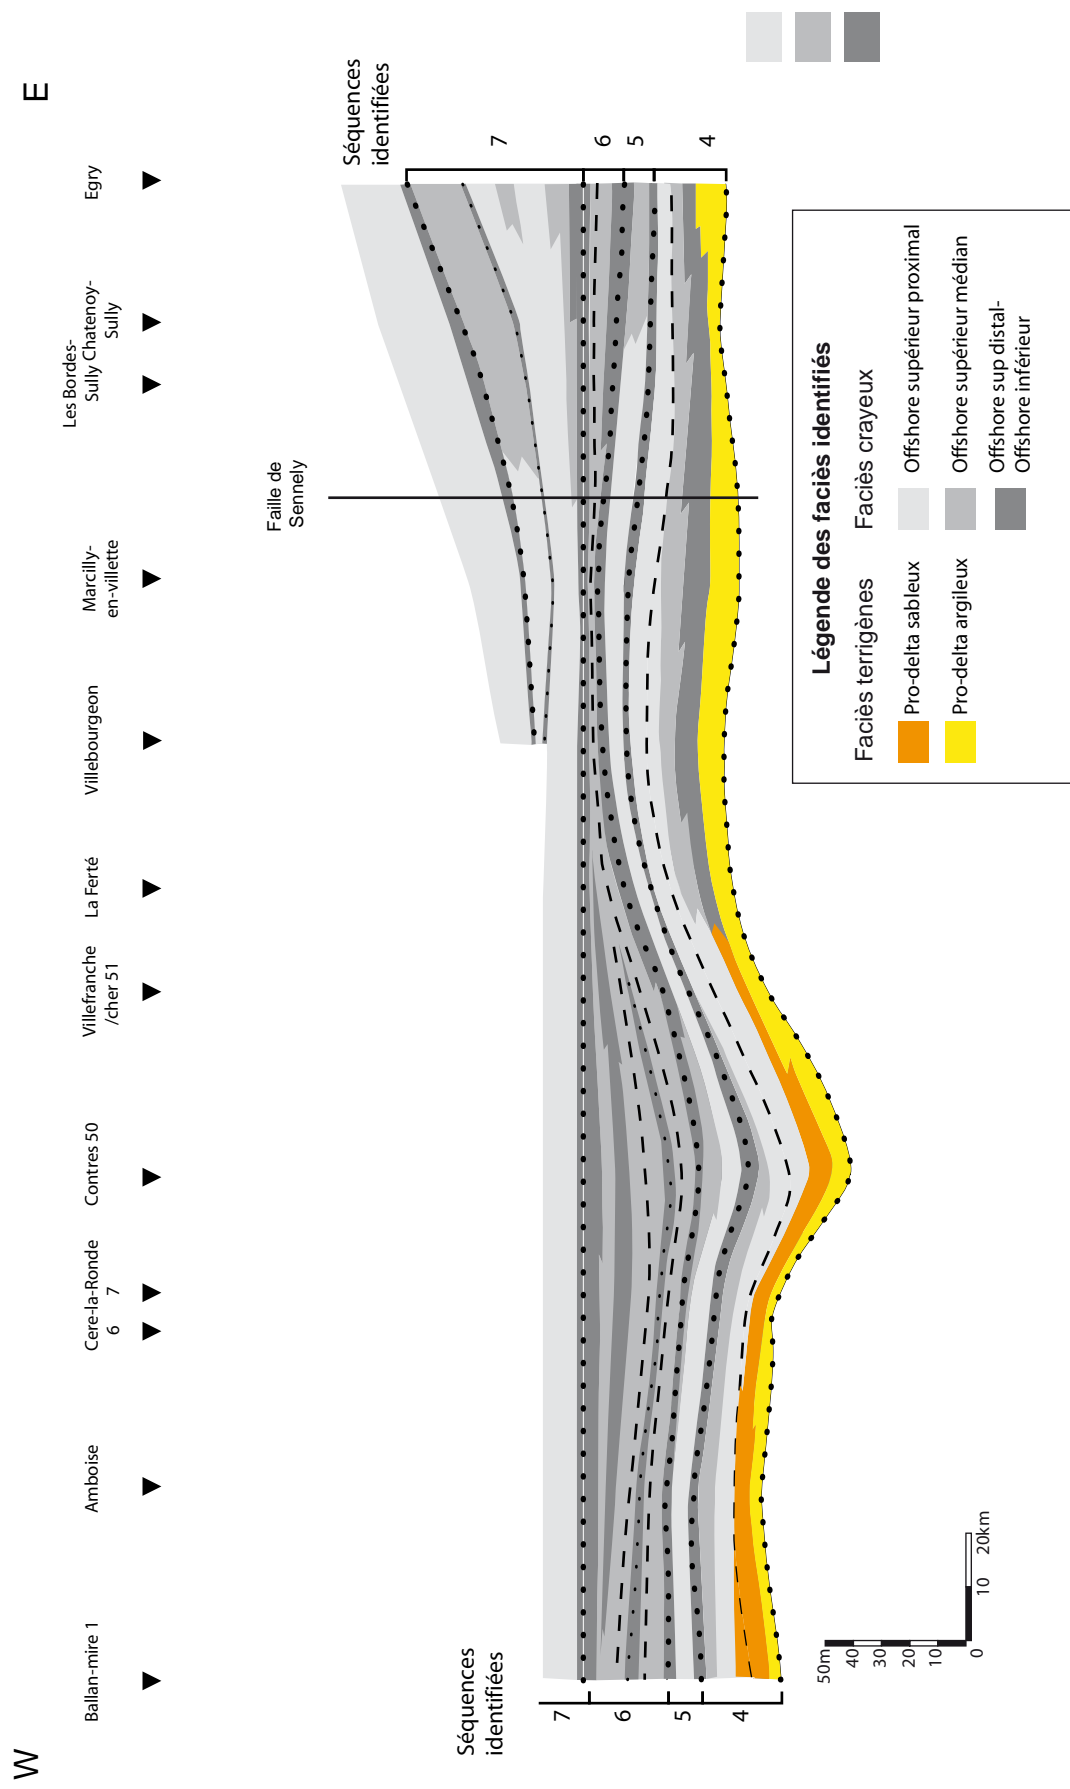 W
E
Ballan-mire 1
Amboise
Cere-la-Ronde
6 7
Contres 50
Villefranche
/cher 51
La Ferté
Villebourgeon
Marcilly-
en-villette
Les Bordes-
Sully
Chatenoy-
Sully
Egry
Faille de
Sennely
Séquences
identifiées
7
6
5
4
Séquences
identifiées
7
6
5
4
50m
40
30
20
10
0
10
20km
Légende des faciès identifiés
Faciès terrigènes
Pro-delta sableux
Pro-delta argileux
Faciès crayeux
Offshore supérieur proximal
Offshore supérieur médian
Offshore sup distal-
Offshore inférieur